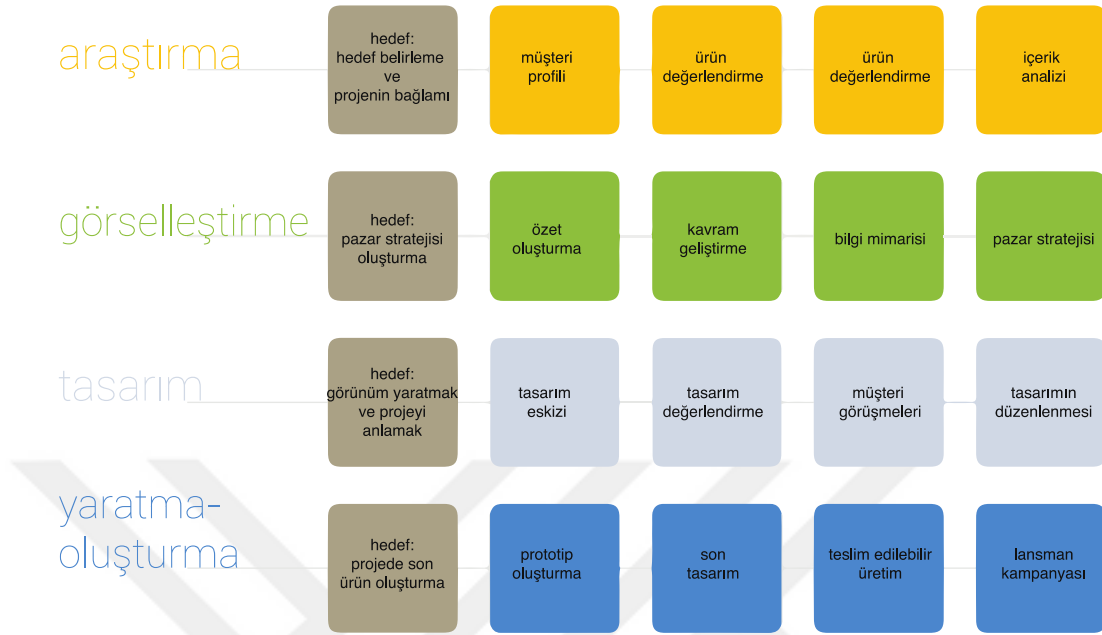 araştırma
hedef:
hedef belirleme
ve
projenin bağlamı
müşteri
profili
ürün
değerlendirme
ürün
değerlendirme
içerik
analizi
görselleştirme
hedef:
pazar stratejisi
oluşturma
özet
oluşturma
kavram
geliştirme
bilgi mimarisi
pazar stratejisi
tasarım
hedef:
görünüm yaratmak
ve projeyi
anlamak
tasarım
eskizi
tasarım
değerlendirme
müşteri
görüşmeleri
tasarımın
düzenlenmesi
yaratma-
oluşturma
hedef:
projede son
ürün oluşturma
prototip
oluşturma
son
tasarım
teslim edilebilir
üretim
lansman
kampanyası